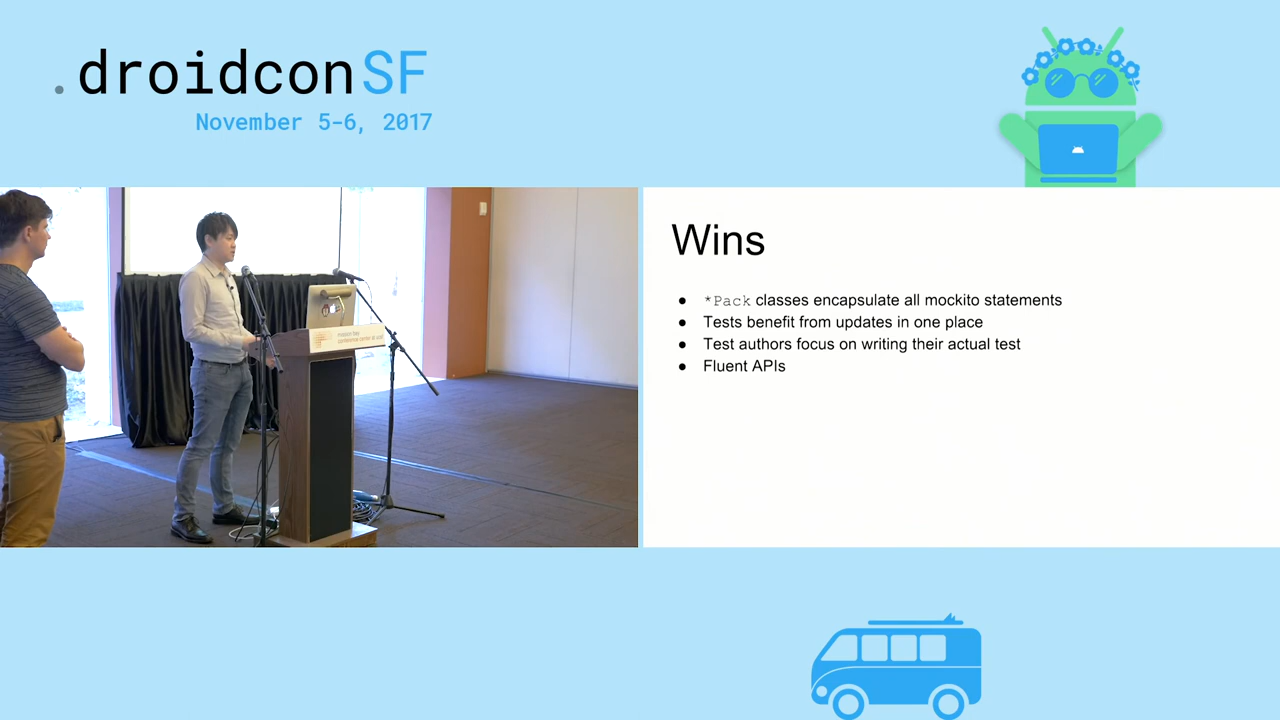 .droidconSF
November 5-6, 2017
Wins
● *Pack classes encapsulate all mockito statements
● Tests benefit from updates in one place
● Test authors focus on writing their actual test
● Fluent APIs